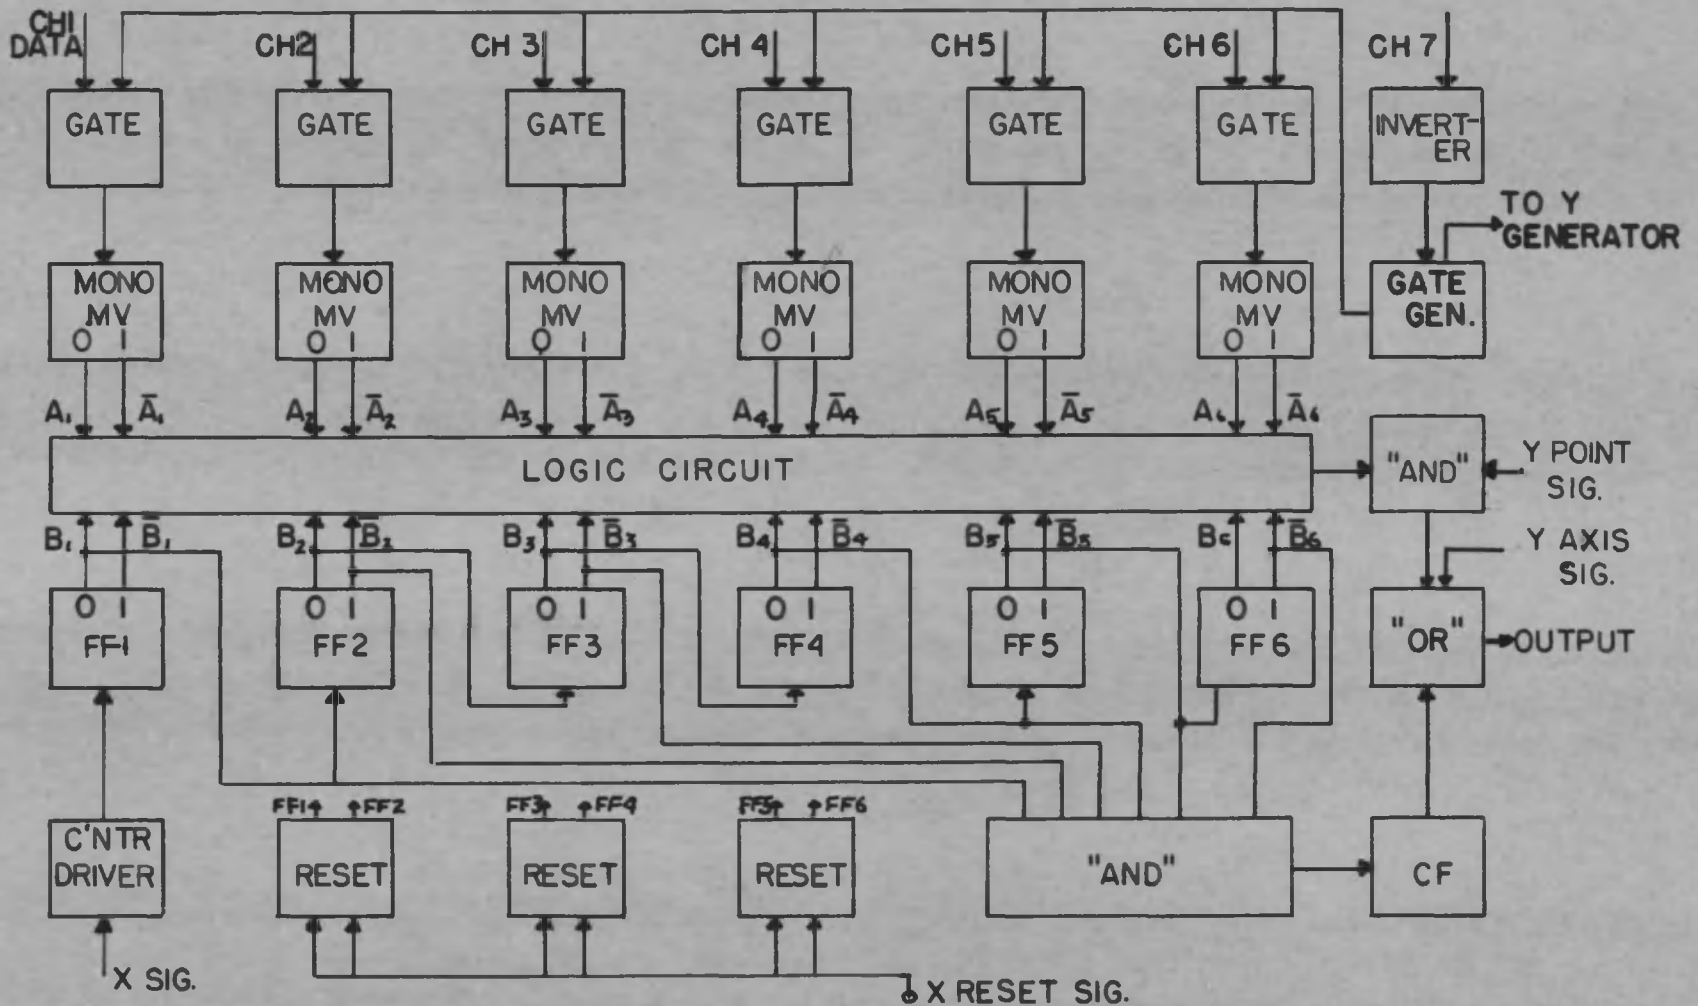 CH1 DATA
CH2
CH 3
CH 4
CH 5
CH 6
CH 7
GATE
GATE
GATE
GATE
GATE
GATE
INVERT-
ER
TO Y
GENERATOR
MONO
MV
0 1
MONO
MV
0 1
MONO
MV
0 1
MONO
MV
0 1
MONO
MV
0 1
MONO
MV
0 1
GATE
GEN.
A₁ Ā₁
A₂ Ā₂
A₃ Ā₃
A₄ Ā₄
A₅ Ā₅
A₆ Ā₆
LOGIC CIRCUIT
"AND"
Y POINT
SIG.
B₁ B̄₁
B₂ B̄₂
B₃ B̄₃
B₄ B̄₄
B₅ B̄₅
B₆ B̄₆
Y AXIS
SIG.
0 1
FF1
0 1
FF2
0 1
FF3
0 1
FF4
0 1
FF5
0 1
FF6
"OR"
OUTPUT
FF1 FF2
FF3 FF4
FF5 FF6
C'NTR
DRIVER
RESET
RESET
RESET
"AND"
CF
X SIG.
X RESET SIG.